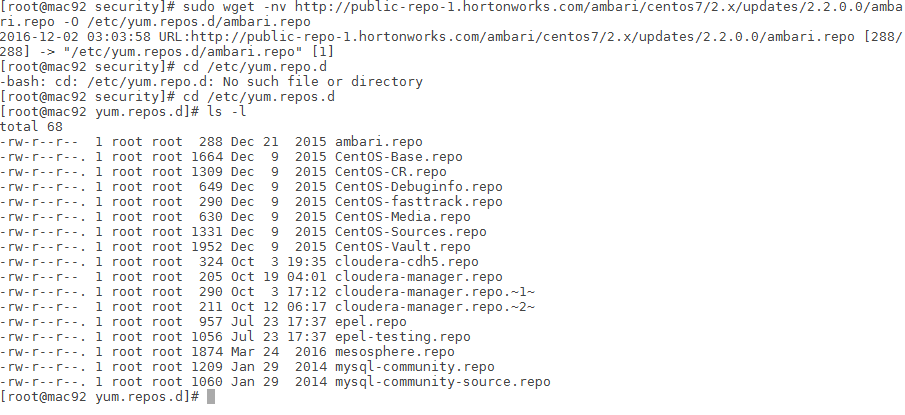 [root@mac92 security]# sudo wget -nv http://public-repo-1.hortonworks.com/ambari/centos7/2.x/updates/2.2.0.0/amba
ri.repo -O /etc/yum.repos.d/ambari.repo
2016-12-02 03:03:58 URL:http://public-repo-1.hortonworks.com/ambari/centos7/2.x/updates/2.2.0.0/ambari.repo [288/
288] -> "/etc/yum.repos.d/ambari.repo" [1]
[root@mac92 security]# cd /etc/yum.repo.d
-bash: cd: /etc/yum.repo.d: No such file or directory
[root@mac92 security]# cd /etc/yum.repos.d
[root@mac92 yum.repos.d]# ls -l
total 68
-rw-r--r--  1 root root  288 Dec 21  2015 ambari.repo
-rw-r--r--. 1 root root 1664 Dec  9  2015 CentOS-Base.repo
-rw-r--r--. 1 root root 1309 Dec  9  2015 CentOS-CR.repo
-rw-r--r--. 1 root root  649 Dec  9  2015 CentOS-Debuginfo.repo
-rw-r--r--. 1 root root  290 Dec  9  2015 CentOS-fasttrack.repo
-rw-r--r--. 1 root root  630 Dec  9  2015 CentOS-Media.repo
-rw-r--r--. 1 root root 1331 Dec  9  2015 CentOS-Sources.repo
-rw-r--r--. 1 root root 1952 Dec  9  2015 CentOS-Vault.repo
-rw-r--r--. 1 root root  324 Oct  3 19:35 cloudera-cdh5.repo
-rw-r--r--  1 root root  205 Oct 19 04:01 cloudera-manager.repo
-rw-r--r--. 1 root root  290 Oct  3 17:12 cloudera-manager.repo.~1~
-rw-r--r--  1 root root  211 Oct 12 06:17 cloudera-manager.repo.~2~
-rw-r--r--. 1 root root  957 Jul 23 17:37 epel.repo
-rw-r--r--. 1 root root 1056 Jul 23 17:37 epel-testing.repo
-rw-r--r--. 1 root root 1874 Mar 24  2016 mesosphere.repo
-rw-r--r--. 1 root root 1209 Jan 29  2014 mysql-community.repo
-rw-r--r--. 1 root root 1060 Jan 29  2014 mysql-community-source.repo
[root@mac92 yum.repos.d]#